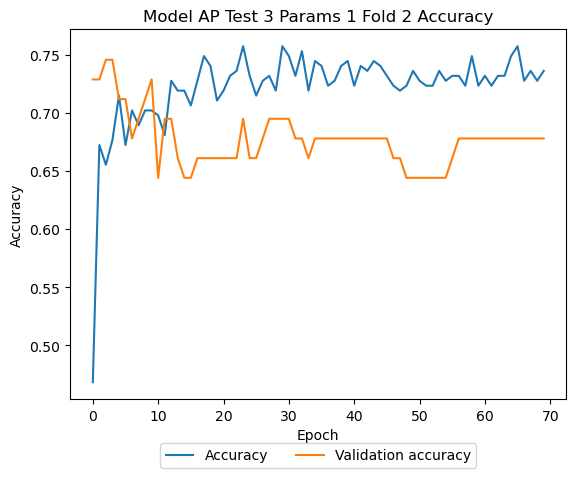 Model AP Test 3 Params 1 Fold 2 Accuracy
0.75
0.70
0.65
0.60
0.55
0.50
Accuracy
0 10 20 30 40 50 60 70
Epoch
Accuracy Validation accuracy